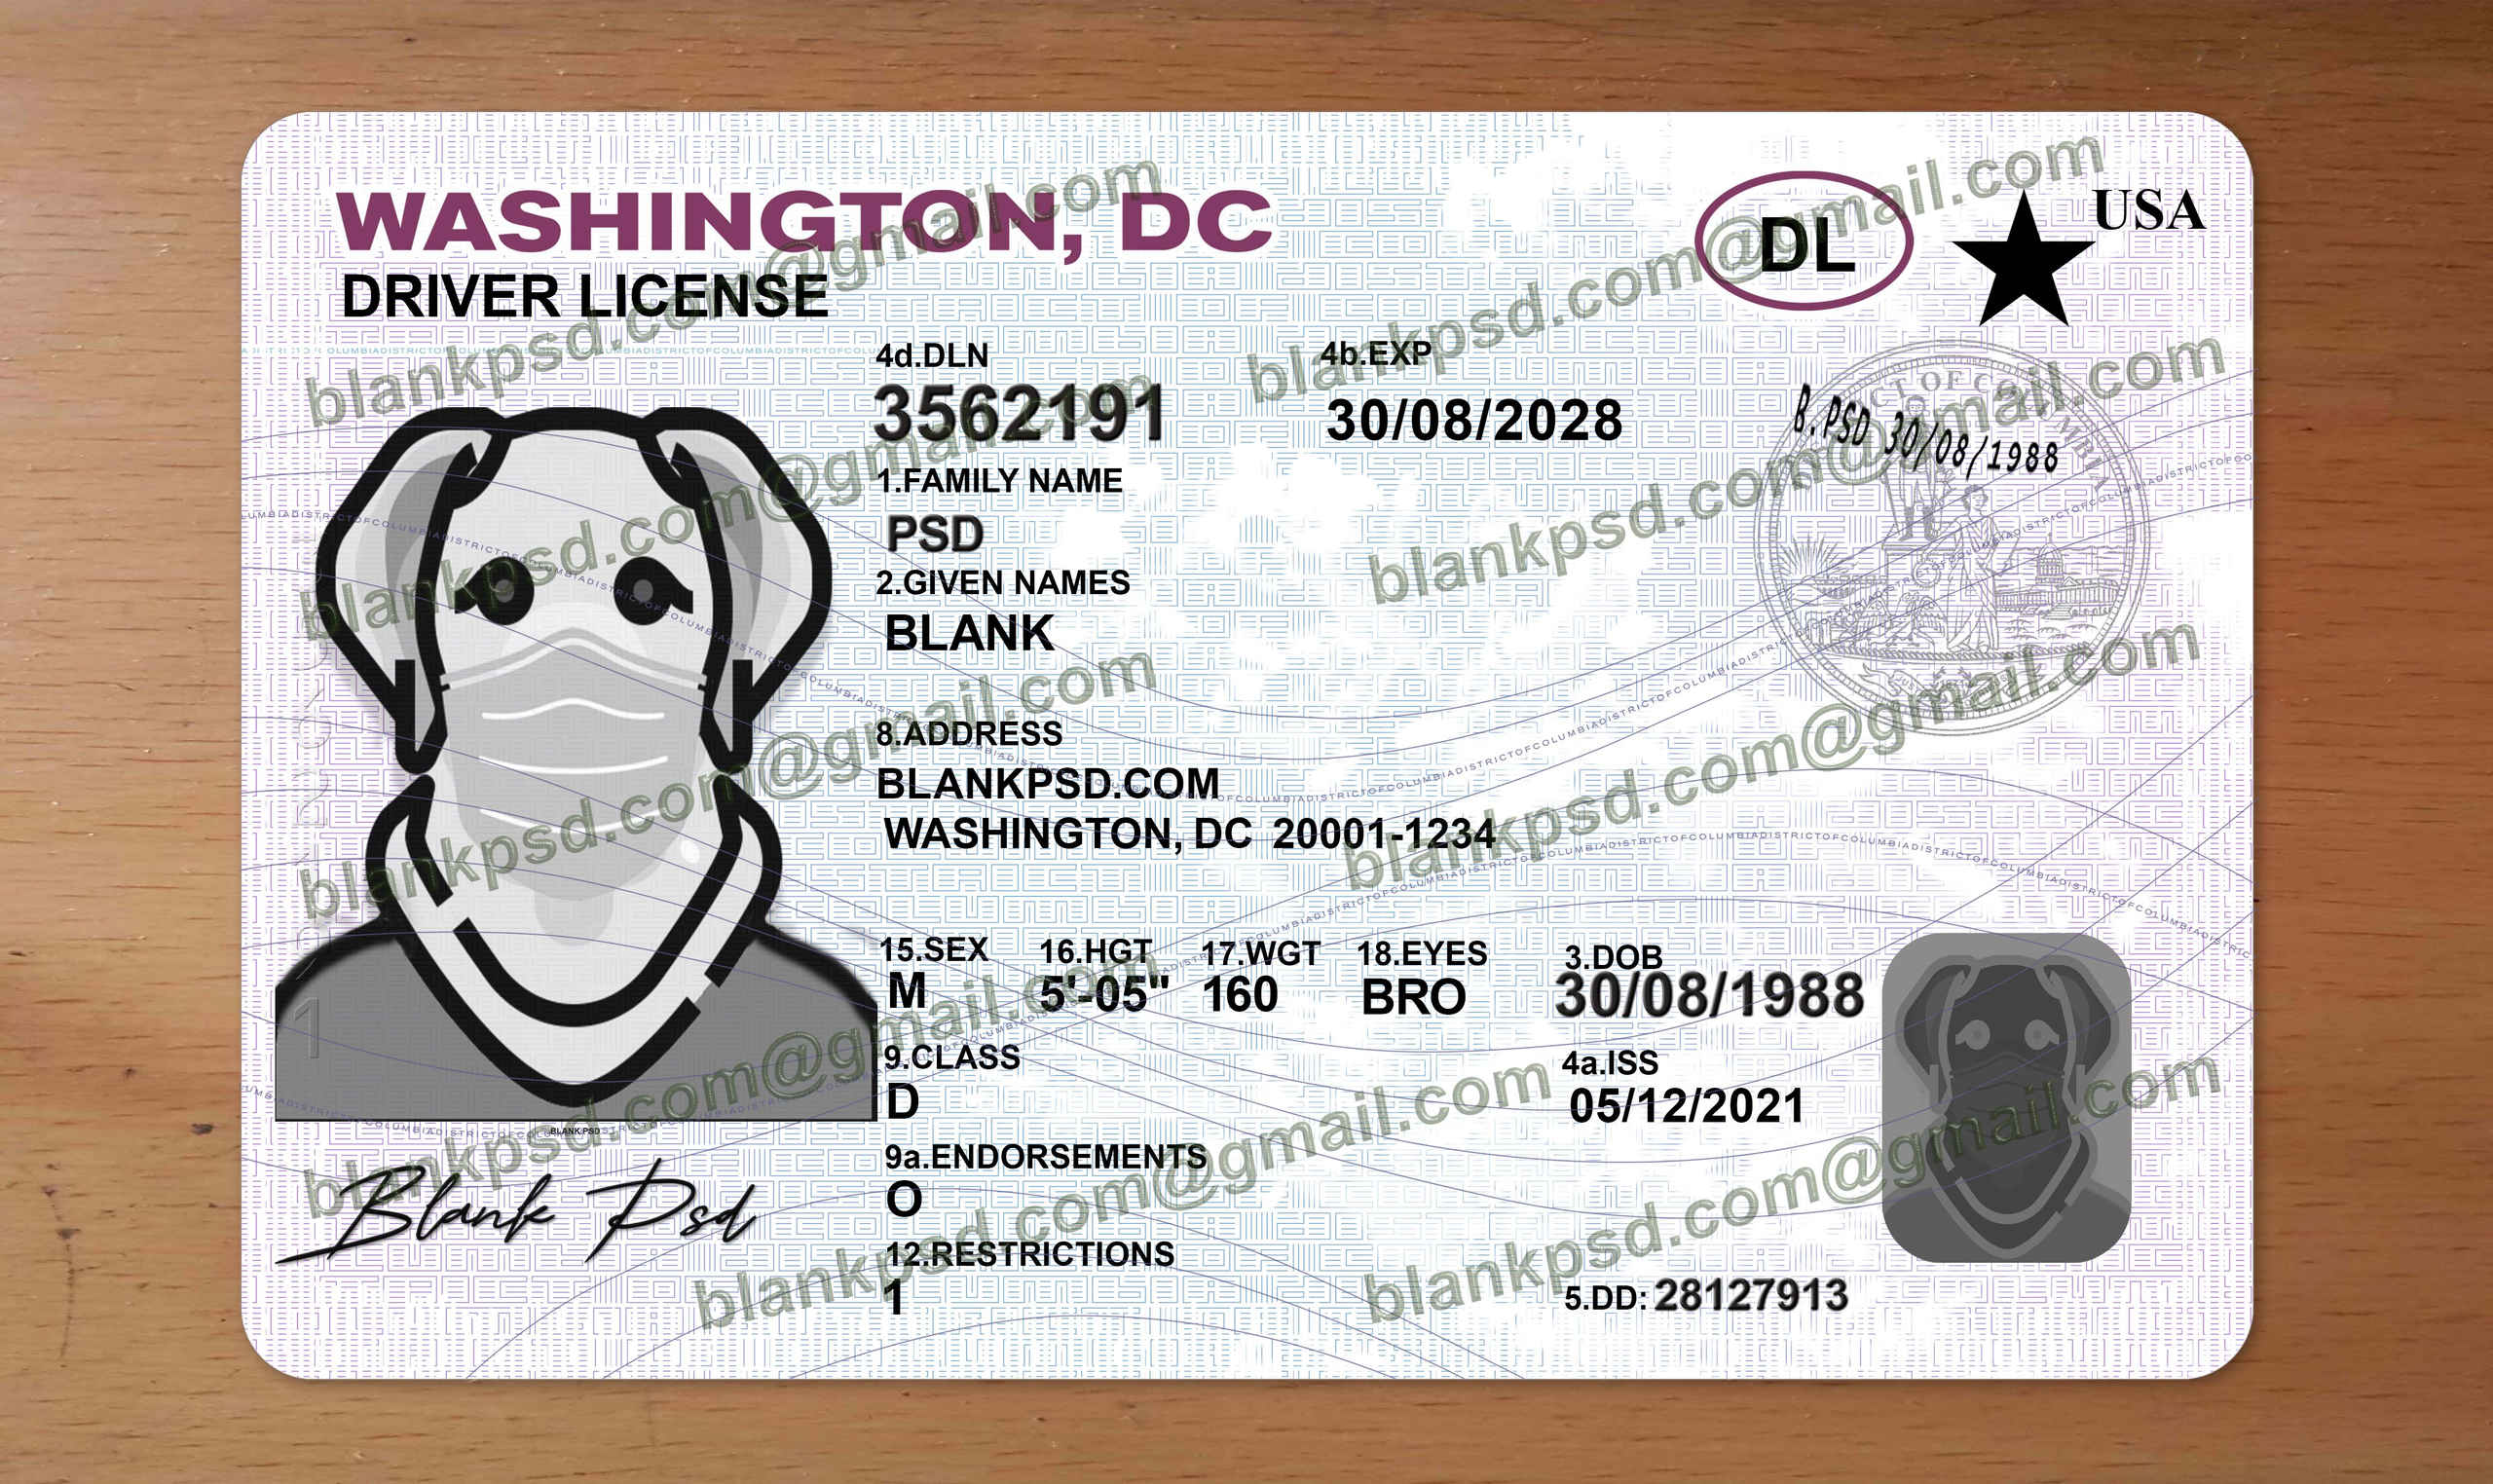 WASHINGTON, DC
DRIVER LICENSE
DL
USA
4d.DLN
3562191
4b.EXP
30/08/2028
B.PSD 30/08/1988
1.FAMILY NAME
PSD
2.GIVEN NAMES
BLANK
8.ADDRESS
BLANKPSD.COM
WASHINGTON, DC 20001-1234
15.SEX 16.HGT 17.WGT 18.EYES 3.DOB
M 5'-05" 160 BRO 30/08/1988
9.CLASS
D
4a.ISS
05/12/2021
BLANK PSD
9a.ENDORSEMENTS
O
Blank Psd
12.RESTRICTIONS
1
5.DD: 28127913
blankpsd.com@gmail.com
blankpsd.com@gmail.com
blankpsd.com@gmail.com
blankpsd.com@gmail.com
blankpsd.com@gmail.com
blankpsd.com@gmail.com
blankpsd.com@gmail.com
blankpsd.com@gmail.com
blankpsd.com@gmail.com